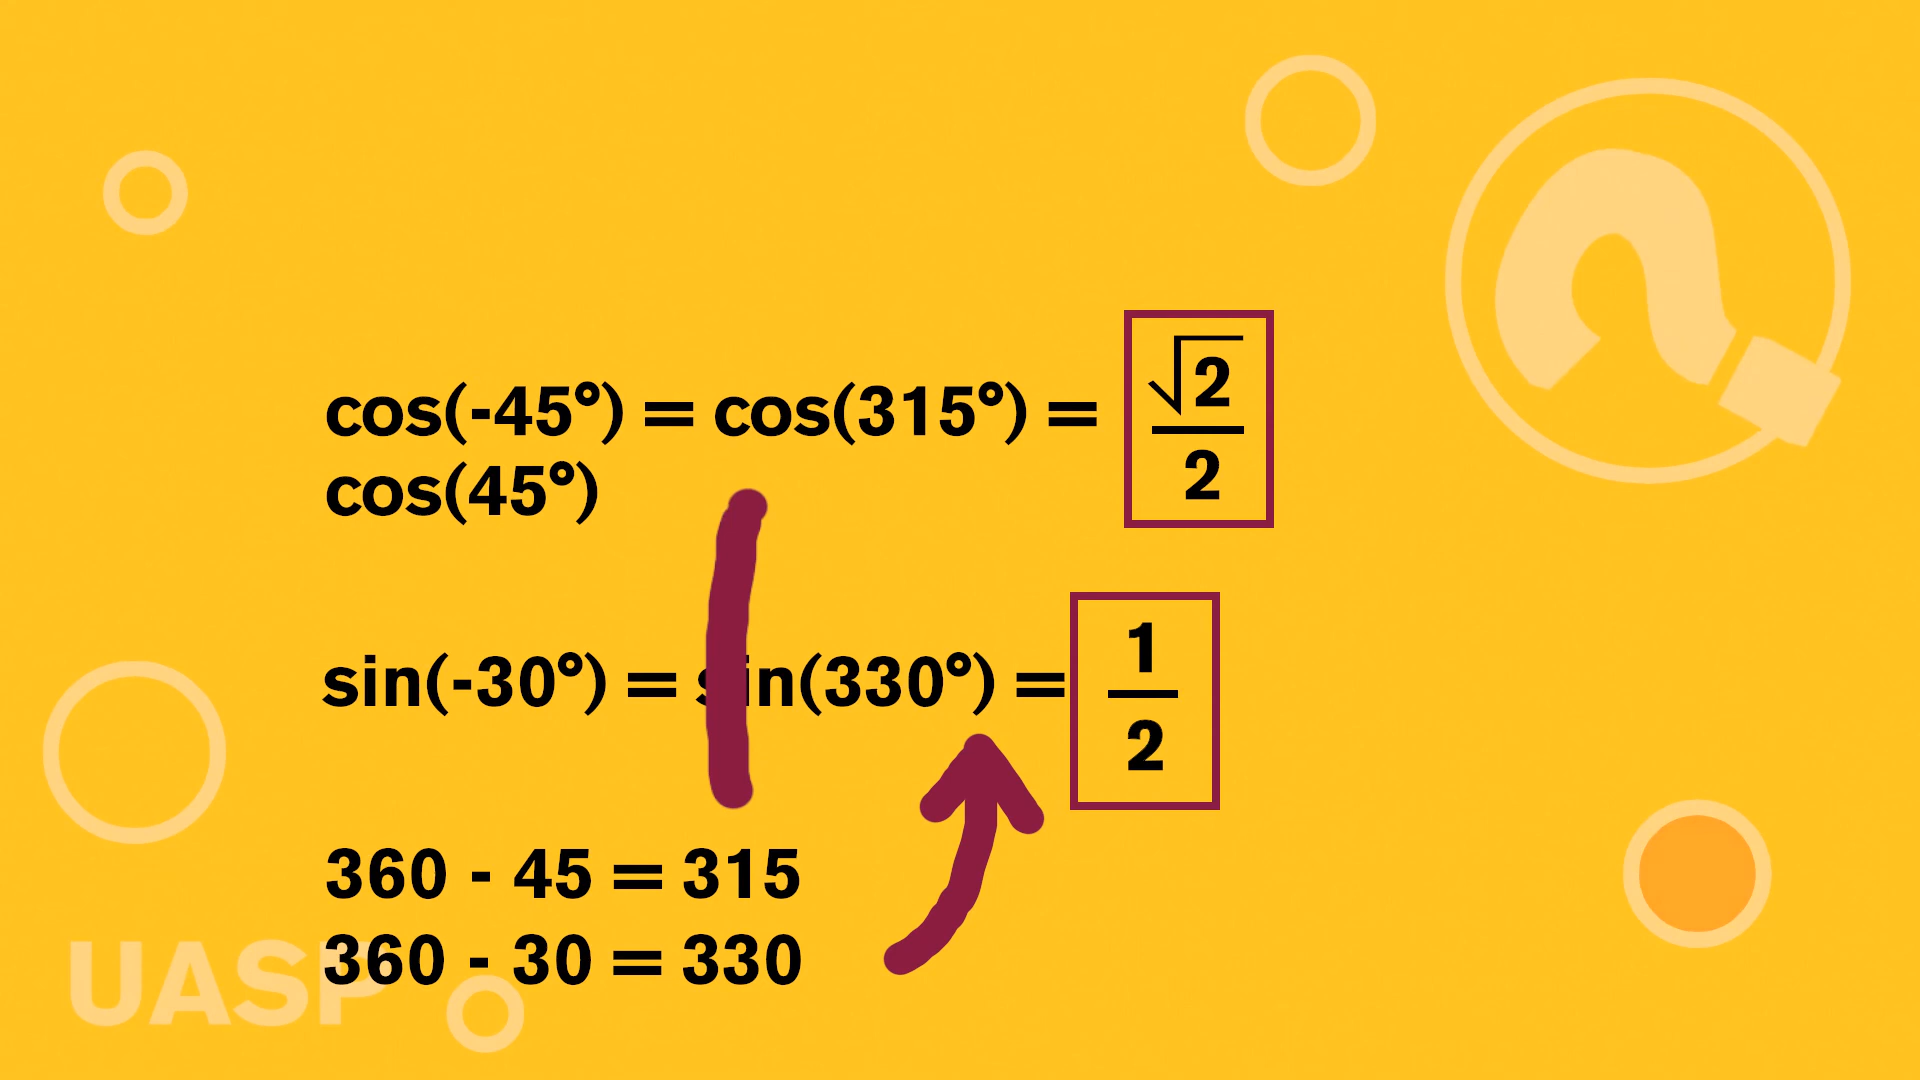 cos(-45°) = cos(315°) = √2/2
cos(45°)
sin(-30°) = sin(330°) = 1/2
360 - 45 = 315
360 - 30 = 330
UASP